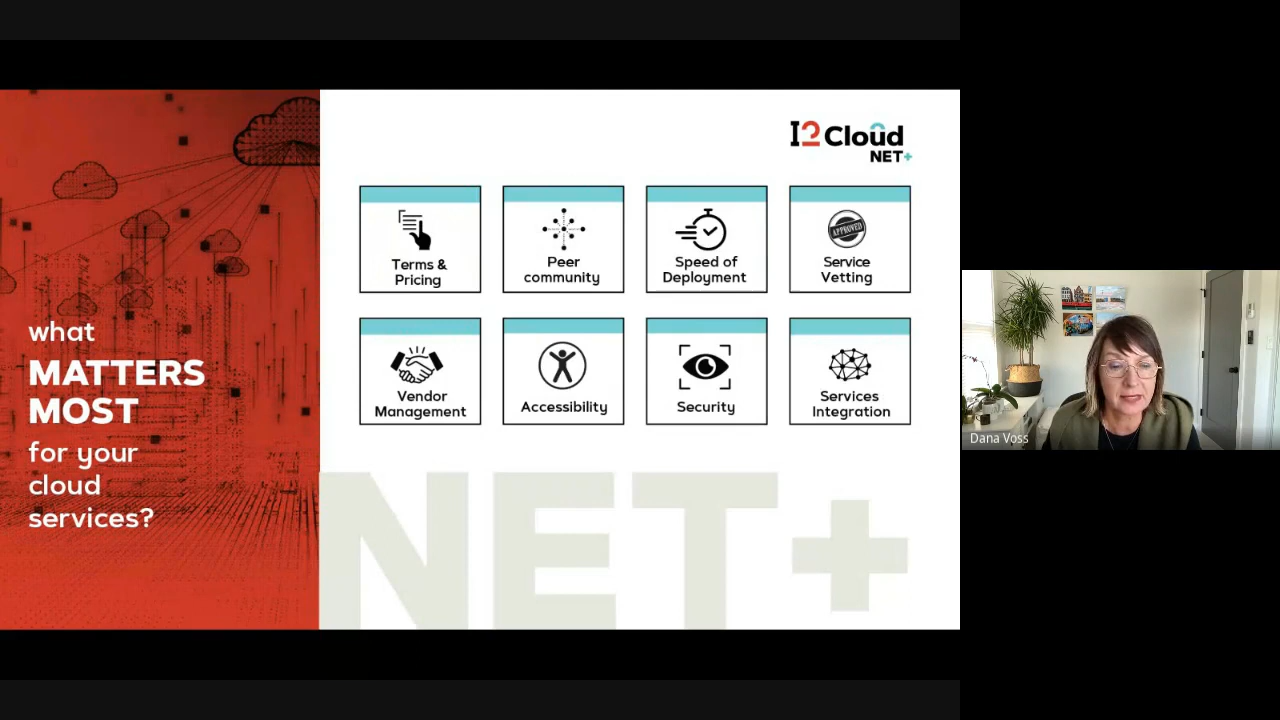 what
MATTERS
MOST
for your
cloud
services?
I2 Cloud
NET+
Terms &
Pricing
Peer
community
Speed of
Deployment
APPROVED
Service
Vetting
Vendor
Management
Accessibility
Security
Services
Integration
NET+
Dana Voss